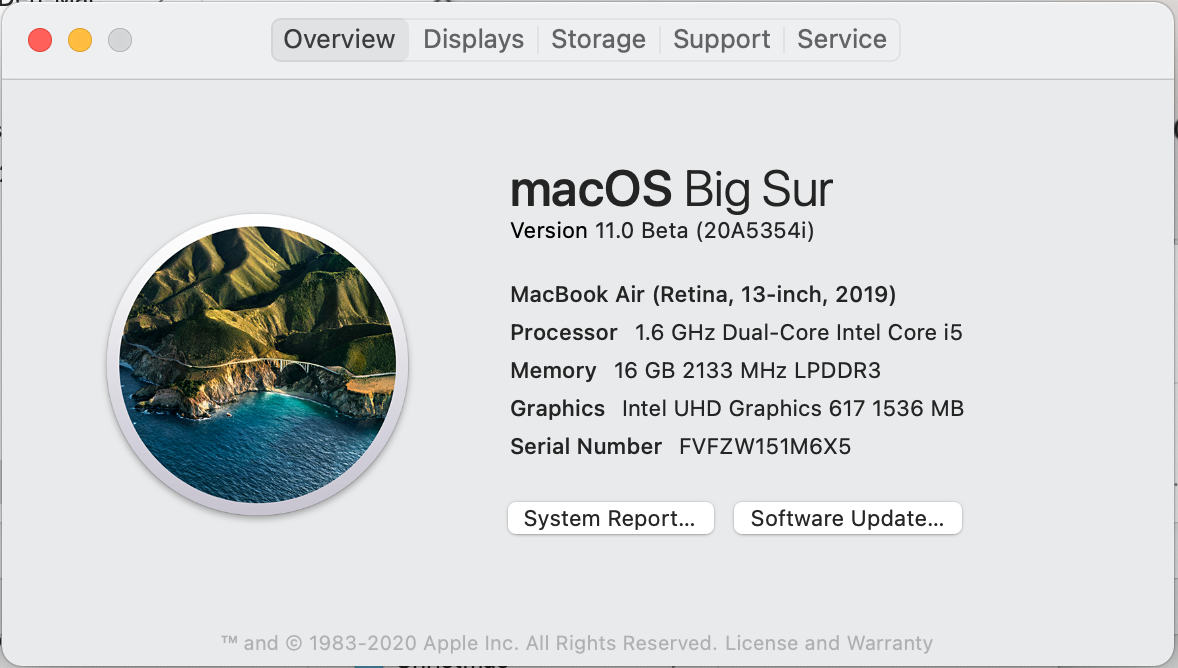 Overview Displays Storage Support Service
macOS Big Sur
Version 11.0 Beta (20A5354i)
MacBook Air (Retina, 13-inch, 2019)
Processor 1.6 GHz Dual-Core Intel Core i5
Memory 16 GB 2133 MHz LPDDR3
Graphics Intel UHD Graphics 617 1536 MB
Serial Number FVFZW151M6X5
System Report... Software Update...
™ and © 1983-2020 Apple Inc. All Rights Reserved. License and Warranty